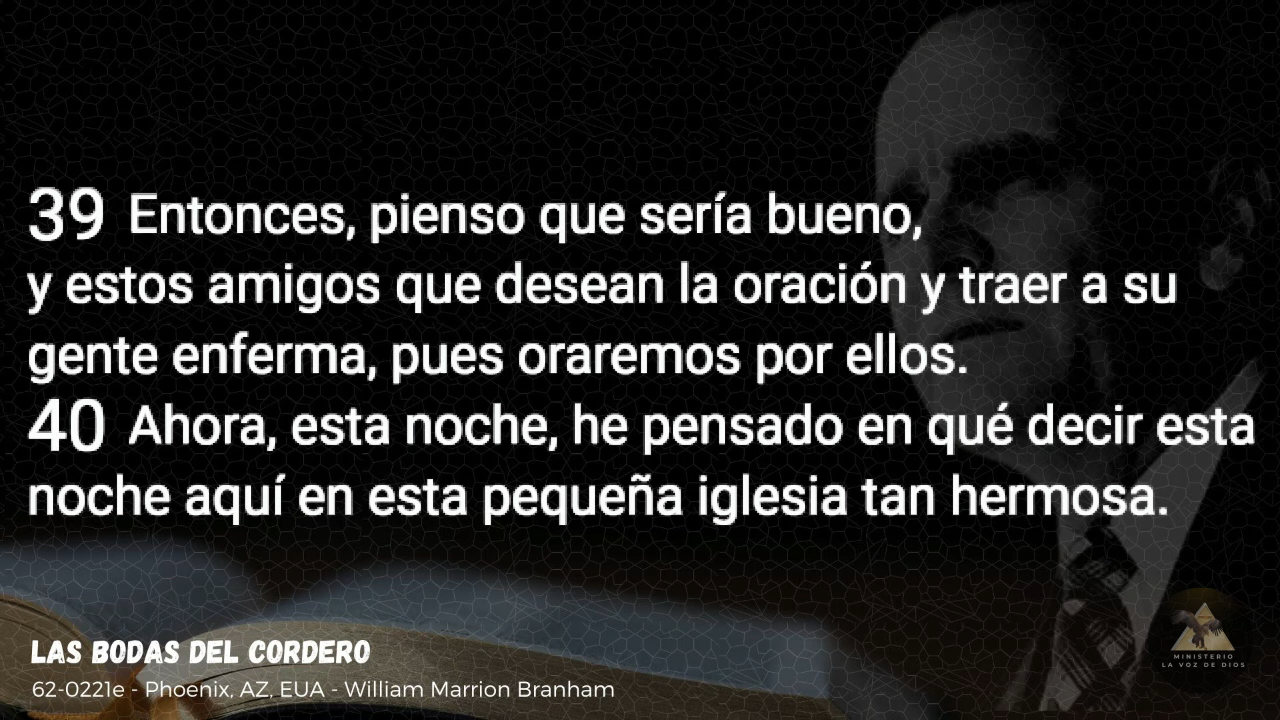 39 Entonces, pienso que sería bueno,
y estos amigos que desean la oración y traer a su
gente enferma, pues oraremos por ellos.
40 Ahora, esta noche, he pensado en qué decir esta
noche aquí en esta pequeña iglesia tan hermosa.
LAS BODAS DEL CORDERO
62-0221e - Phoenix, AZ, EUA - William Marrion Branham
MINISTERIO
LA VOZ DE DIOS